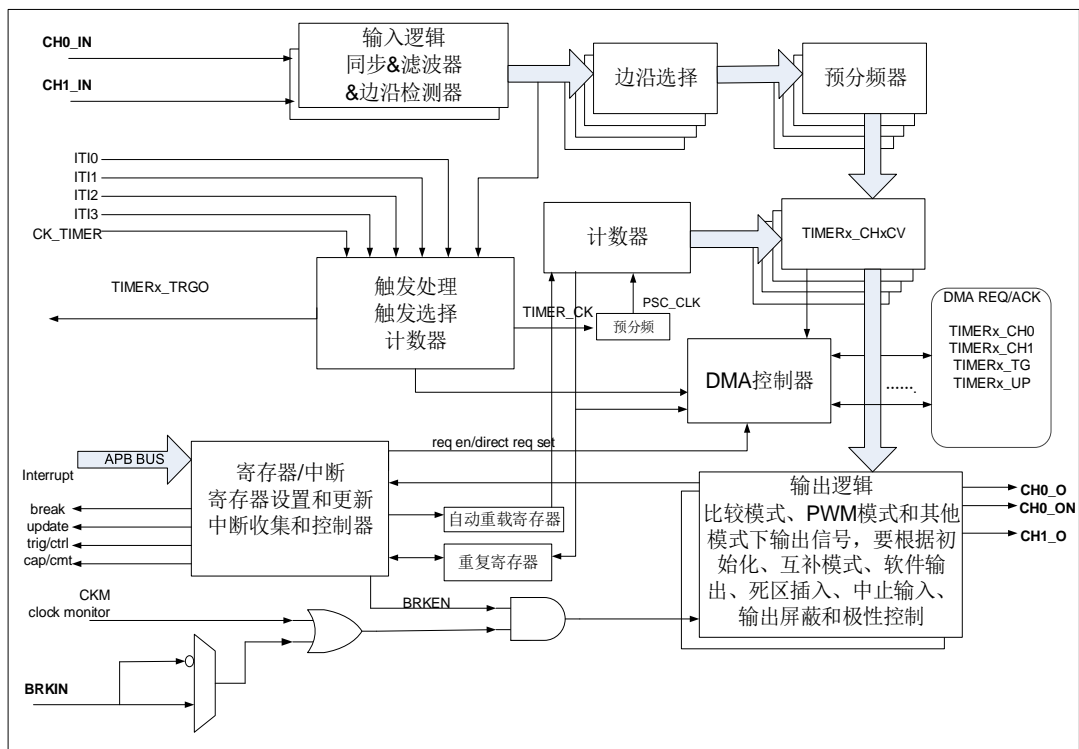 CH0_IN
CH1_IN
输入逻辑
同步&滤波器
&边沿检测器
边沿选择
预分频器
ITI0
ITI1
ITI2
ITI3
CK_TIMER
TIMERx_TRGO
触发处理
触发选择
计数器
TIMER_CK
预分频
PSC_CLK
计数器
TIMERx_CHxCV
DMA控制器
DMA REQ/ACK
TIMERx_CH0
TIMERx_CH1
TIMERx_TG
TIMERx_UP
…….
req en/direct req set
APB BUS
Interrupt
break
update
trig/ctrl
cap/cmt
寄存器/中断
寄存器设置和更新
中断收集和控制器
自动重载寄存器
重复寄存器
输出逻辑
比较模式、PWM模式和其他
模式下输出信号，要根据初
始化、互补模式、软件输
出、死区插入、中止输入、
输出屏蔽和极性控制
CH0_O
CH0_ON
CH1_O
BRKEN
CKM
clock monitor
BRKIN